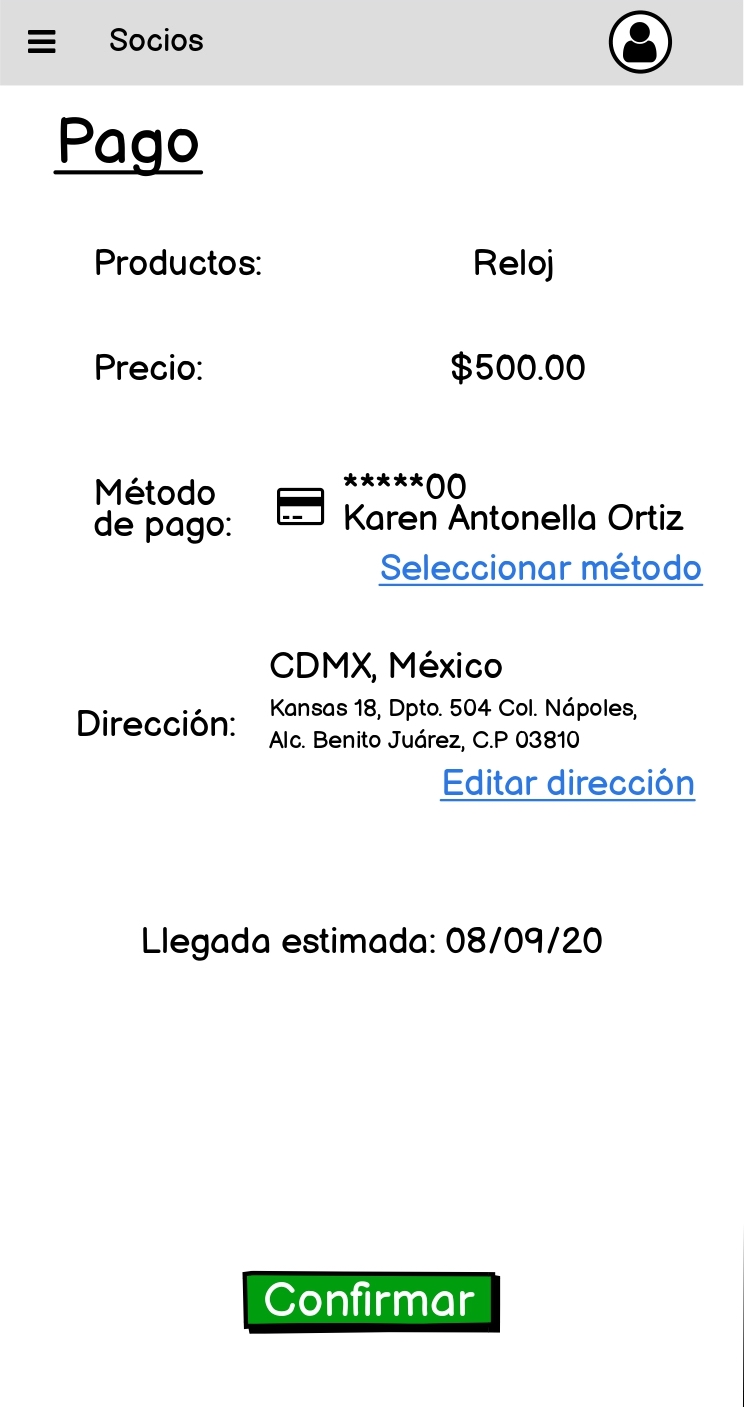 Socios
Pago
Productos: Reloj
Precio: $500.00
Método
de pago:
*****00
Karen Antonella Ortiz
Seleccionar método
Dirección:
CDMX, México
Kansas 18, Dpto. 504 Col. Nápoles,
Alc. Benito Juárez, C.P 03810
Editar dirección
Llegada estimada: 08/09/20
Confirmar